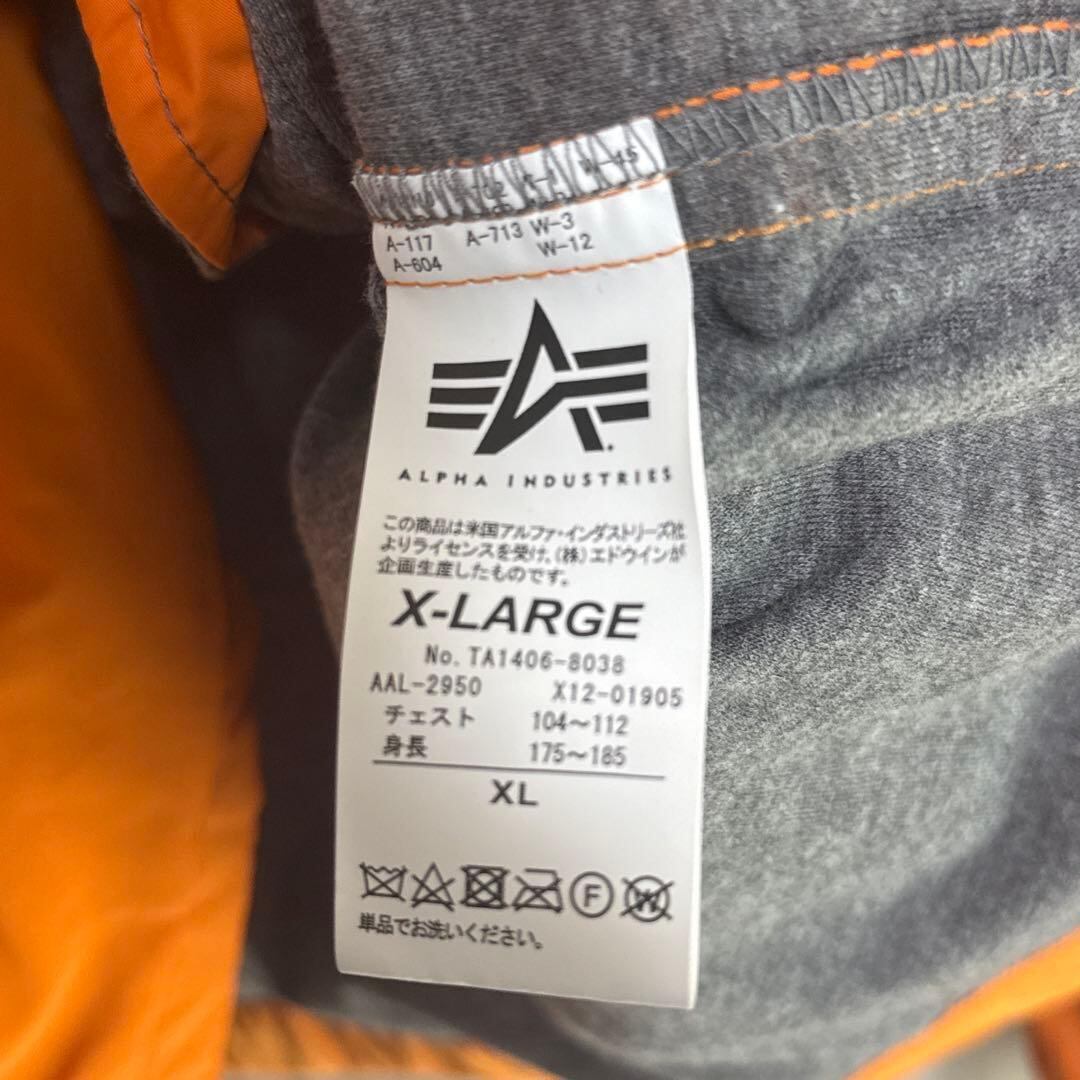 A-117 A-713 W-3
A-604 W-12
ALPHA INDUSTRIES
この商品は米国アルファ・インダストリーズ社
よりライセンスを受け、(株)エドウインが
企画生産したものです。
X-LARGE
No. TA1406-8038
AAL-2950 X12-01905
チェスト 104～112
身長 175～185
XL
F W
単品でお洗いください。